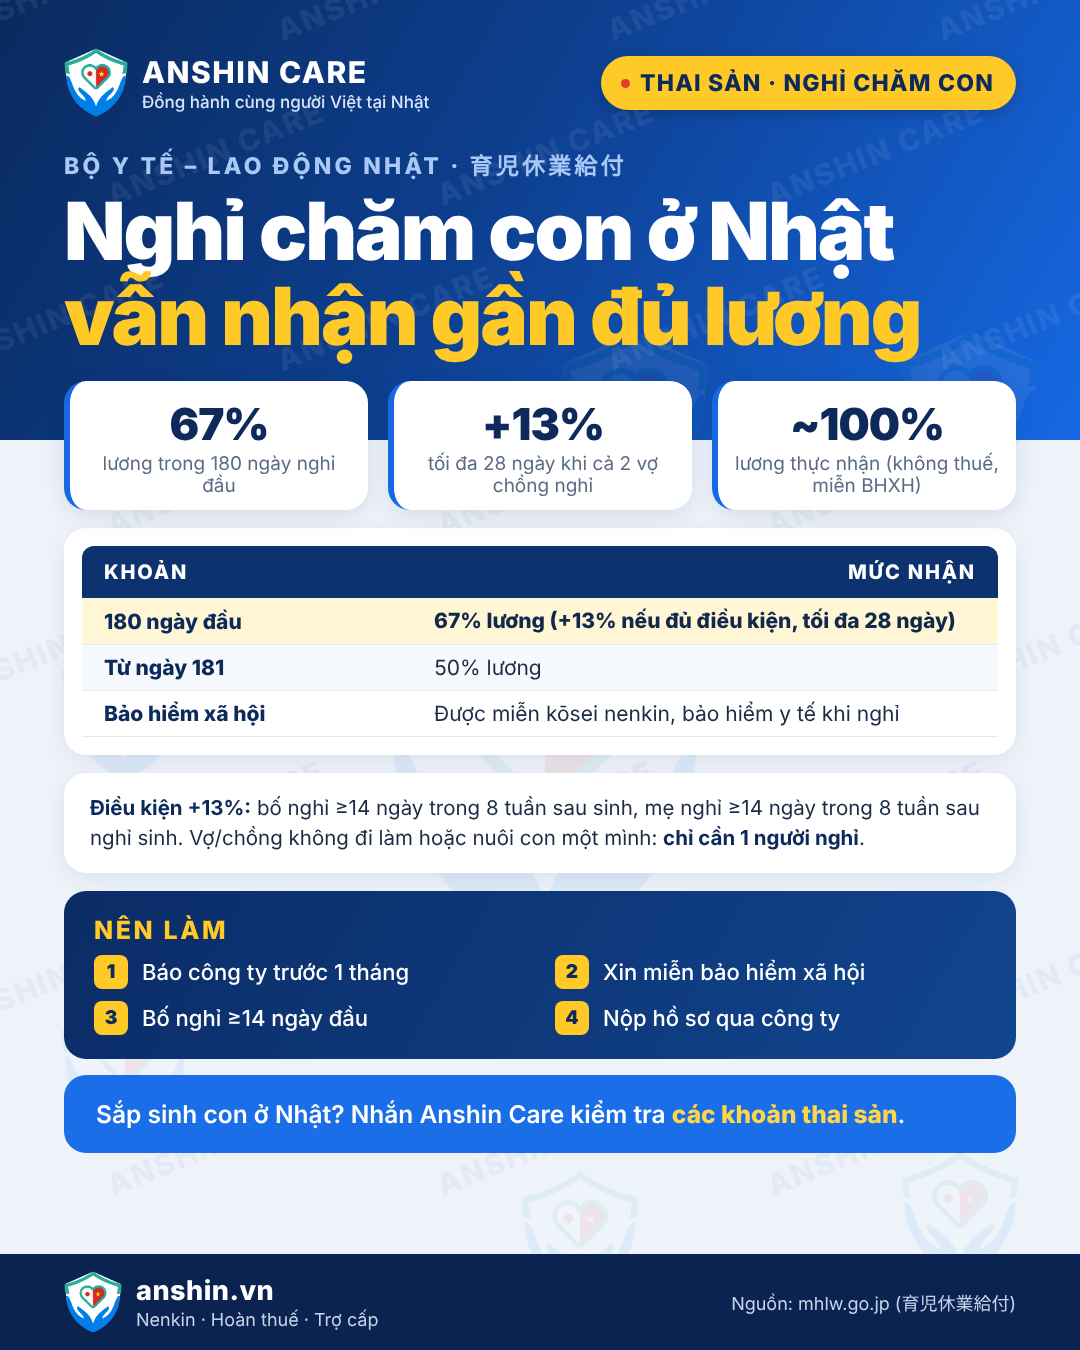 ANSHIN CARE
Đồng hành cùng người Việt tại Nhật
THAI SẢN · NGHỈ CHĂM CON
BỘ Y TẾ – LAO ĐỘNG NHẬT · 育児休業給付
Nghỉ chăm con ở Nhật
vẫn nhận gần đủ lương
67%
lương trong 180 ngày nghỉ
đầu
+13%
tối đa 28 ngày khi cả 2 vợ
chồng nghỉ
~100%
lương thực nhận (không thuế,
miễn BHXH)
KHOẢN MỨC NHẬN
180 ngày đầu 67% lương (+13% nếu đủ điều kiện, tối đa 28 ngày)
Từ ngày 181 50% lương
Bảo hiểm xã hội Được miễn kōsei nenkin, bảo hiểm y tế khi nghỉ
Điều kiện +13%: bố nghỉ ≥14 ngày trong 8 tuần sau sinh, mẹ nghỉ ≥14 ngày trong 8 tuần sau
nghỉ sinh. Vợ/chồng không đi làm hoặc nuôi con một mình: chỉ cần 1 người nghỉ.
NÊN LÀM
1 Báo công ty trước 1 tháng
2 Xin miễn bảo hiểm xã hội
3 Bố nghỉ ≥14 ngày đầu
4 Nộp hồ sơ qua công ty
Sắp sinh con ở Nhật? Nhắn Anshin Care kiểm tra các khoản thai sản.
anshin.vn
Nenkin · Hoàn thuế · Trợ cấp
Nguồn: mhlw.go.jp (育児休業給付)